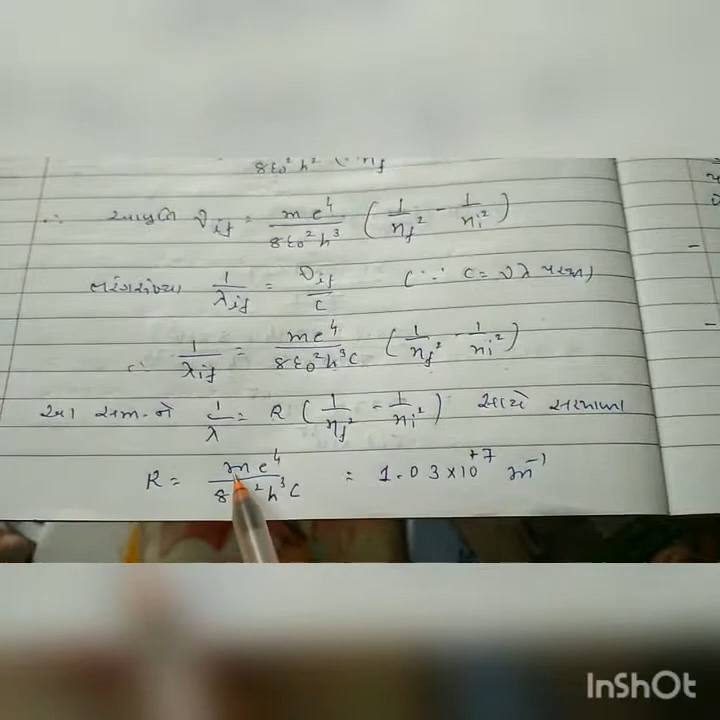 8ε₀²h² ( n_f
∴ આવૃત્તિ ν_if = me⁴/8ε₀²h³ (1/n_f² - 1/n_i²)
તરંગસંખ્યા 1/λ_if = ν_if/c (∵ c = νλ પરથી)
∴ 1/λ_if = me⁴/8ε₀²h³c (1/n_f² - 1/n_i²)
આ સમી.ને 1/λ = R (1/n_f² - 1/n_i²) સાથે સરખાવતા
R = me⁴/8 ²h³c = 1.03×10⁺⁷ m⁻¹
InShOt